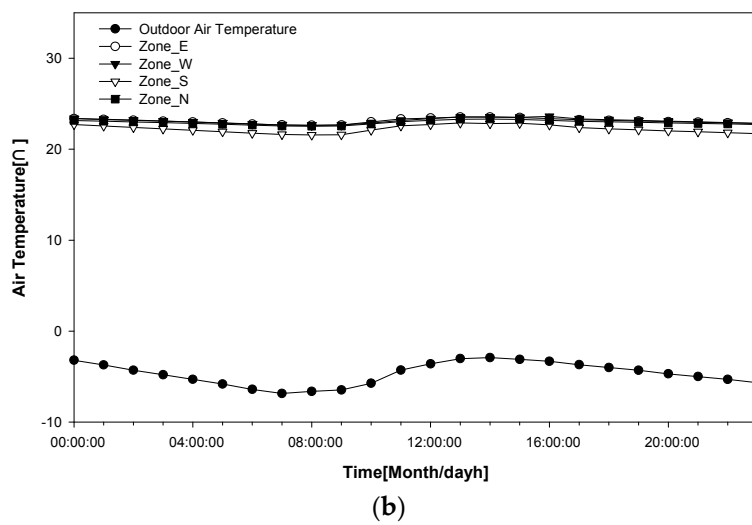 Outdoor Air Temperature
Zone_E
Zone_W
Zone_S
Zone_N
Air Temperature[∩]
30
20
10
0
-10
00:00:00 04:00:00 08:00:00 12:00:00 16:00:00 20:00:00
Time[Month/dayh]
(b)